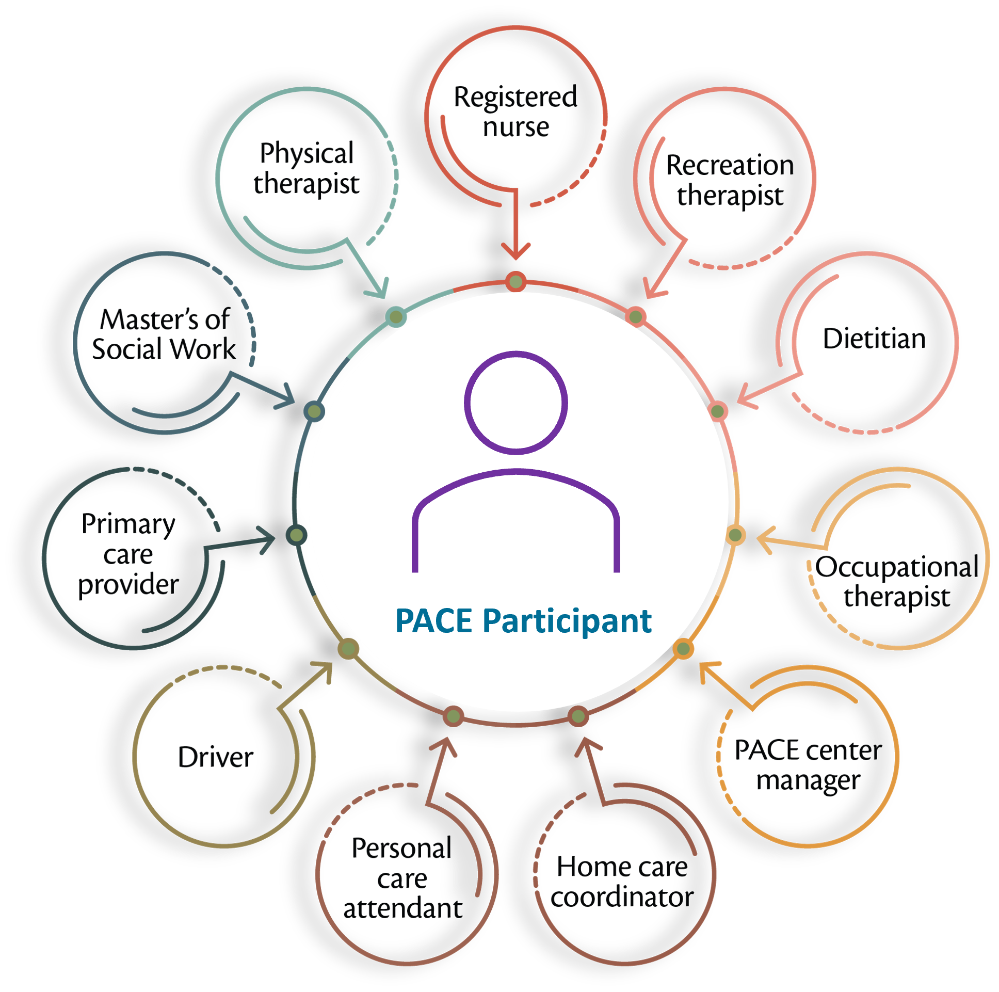 Registered
nurse
Recreation
therapist
Dietitian
Occupational
therapist
PACE center
manager
Home care
coordinator
Personal
care
attendant
Driver
Primary
care
provider
Master’s of
Social Work
Physical
therapist
PACE Participant